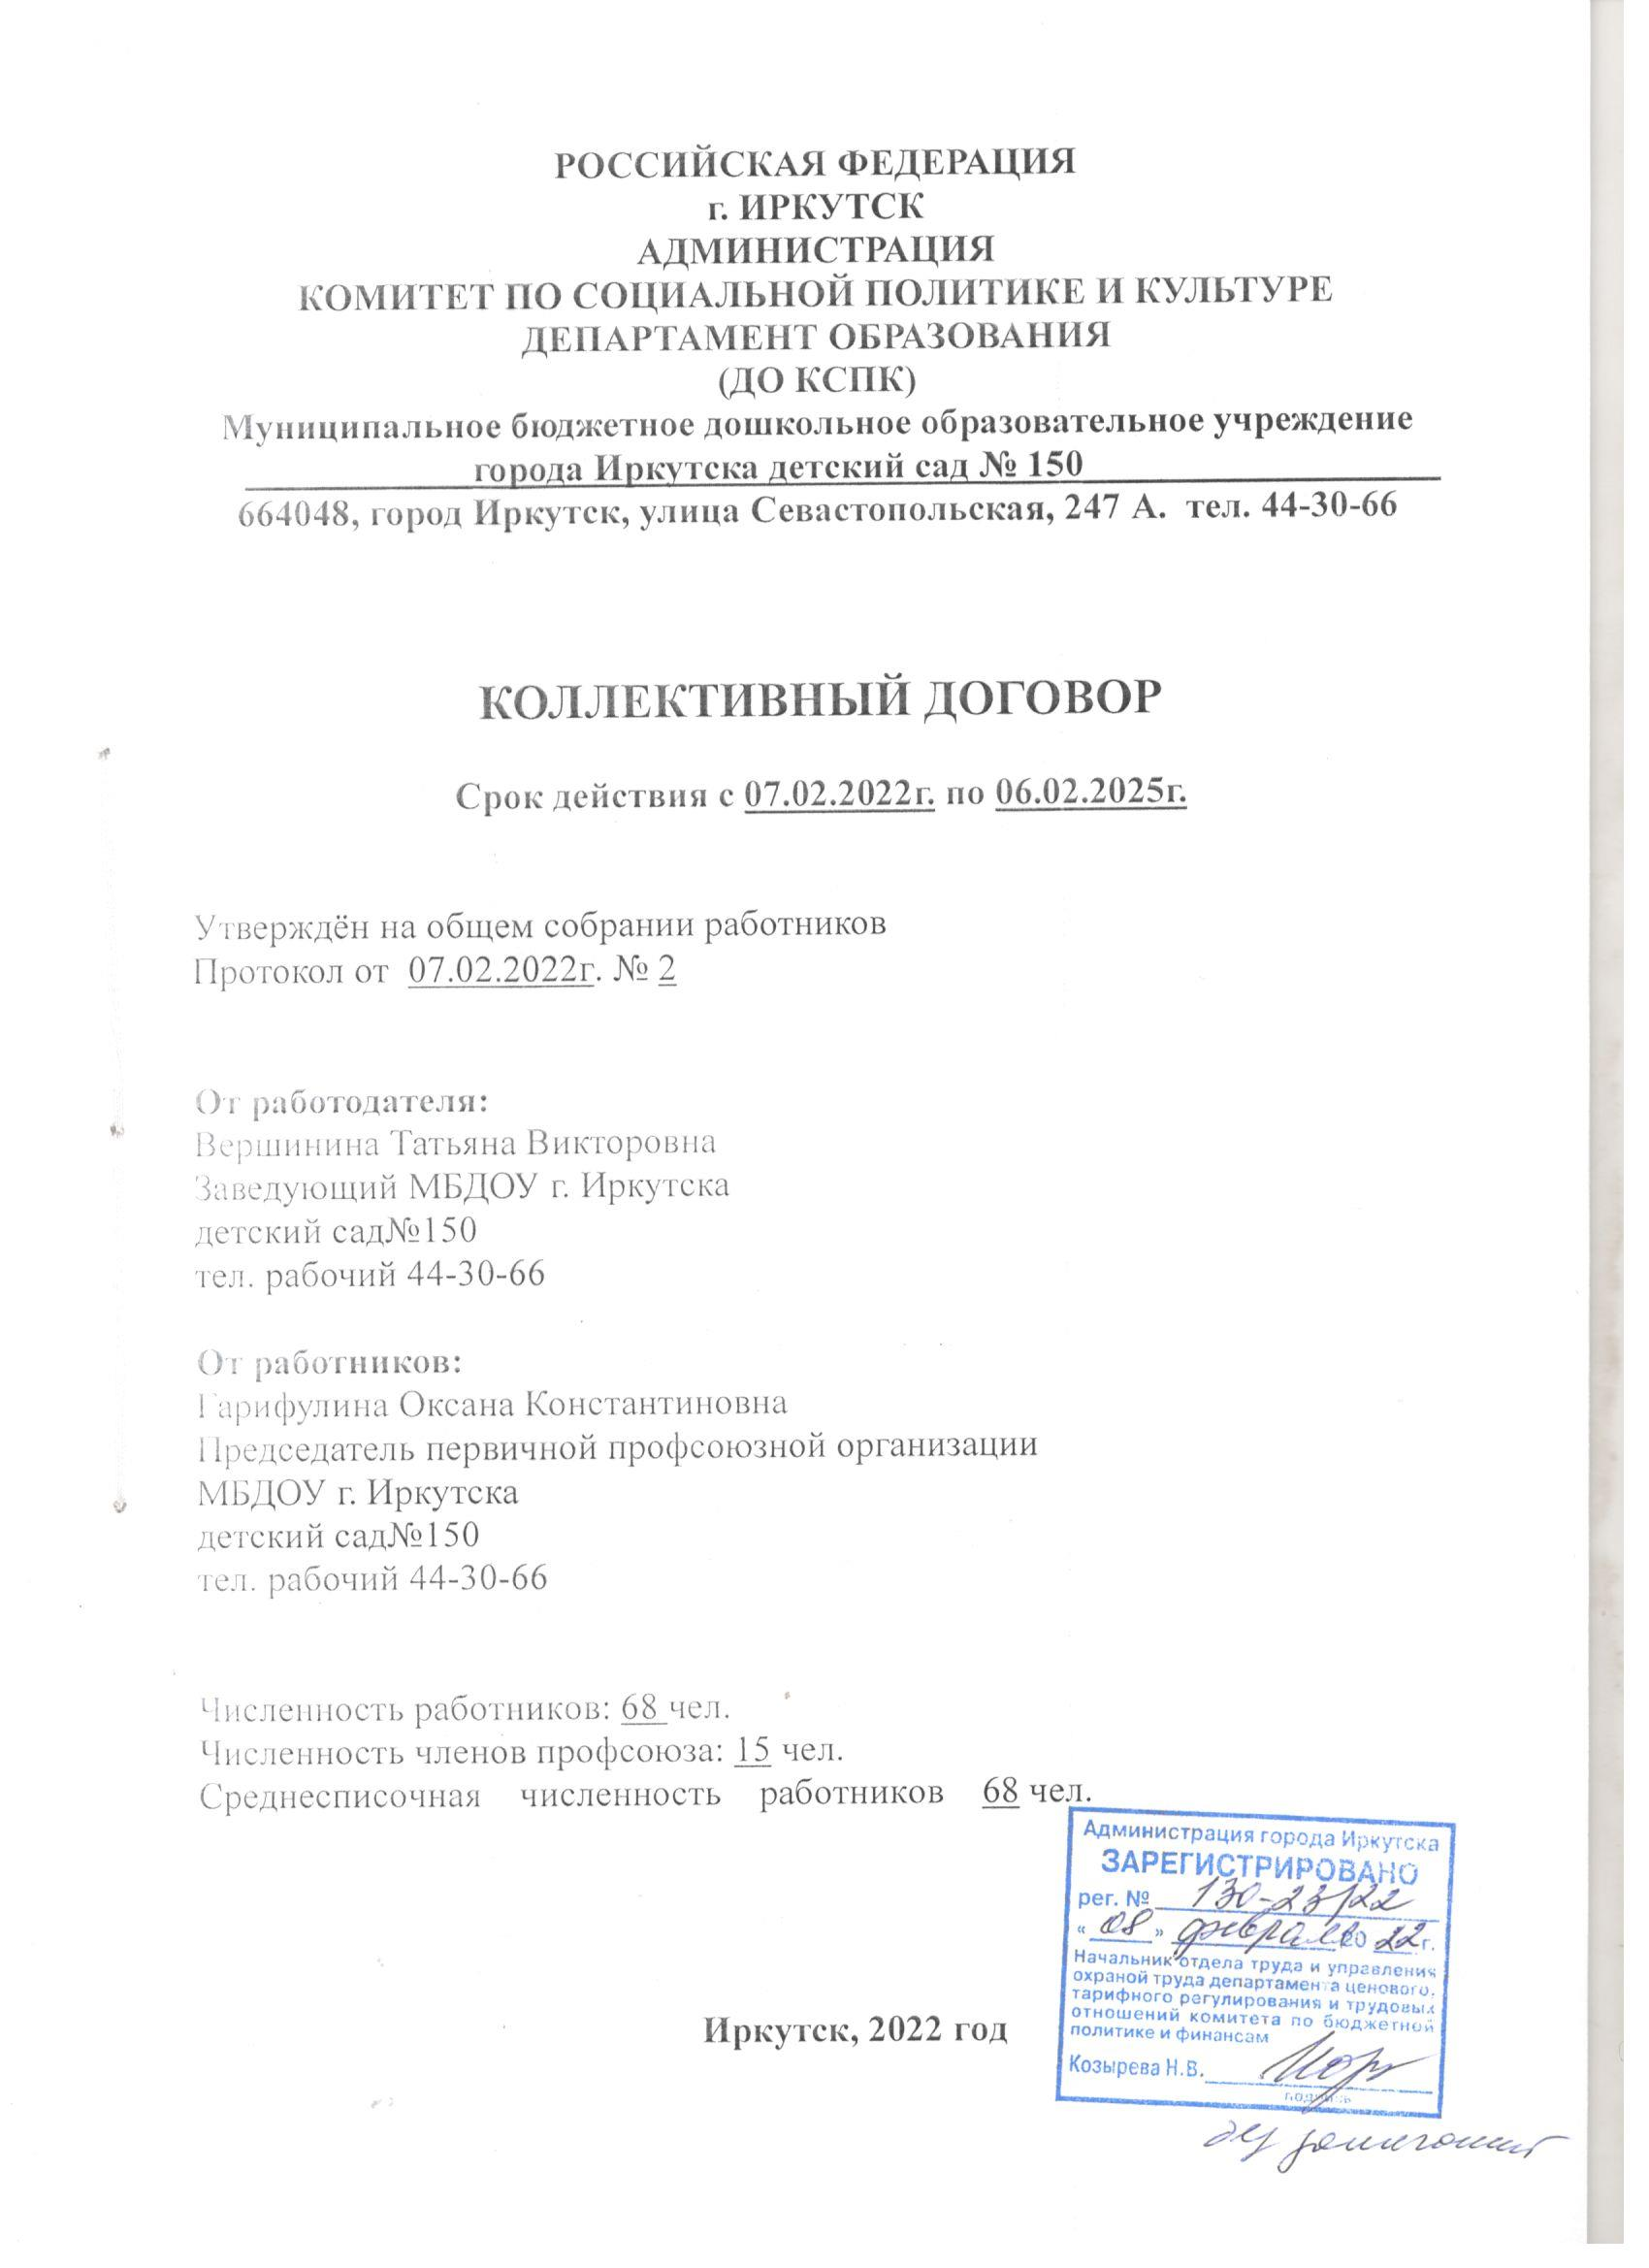 РОССИЙСКАЯ ФЕДЕРАЦИЯ
г. ИРКУТСК
АДМИНИСТРАЦИЯ
КОМИТЕТ ПО СОЦИАЛЬНОЙ ПОЛИТИКЕ И КУЛЬТУРЕ
ДЕПАРТАМЕНТ ОБРАЗОВАНИЯ
(ДО КСПК)
Муниципальное бюджетное дошкольное образовательное учреждение
города Иркутска детский сад № 150
664048, город Иркутск, улица Севастопольская, 247 А. тел. 44-30-66
КОЛЛЕКТИВНЫЙ ДОГОВОР
Срок действия с 07.02.2022г. по 06.02.2025г.
Утверждён на общем собрании работников
Протокол от 07.02.2022г. № 2
От работодателя:
Вершинина Татьяна Викторовна
Заведующий МБДОУ г. Иркутска
детский сад№150
тел. рабочий 44-30-66
От работников:
Гарифулина Оксана Константиновна
Председатель первичной профсоюзной организации
МБДОУ г. Иркутска
детский сад№150
тел. рабочий 44-30-66
Численность работников: 68 чел.
Численность членов профсоюза: 15 чел.
Среднесписочная численность работников 68 чел.
Администрация города Иркутска
ЗАРЕГИСТРИРОВАНО
рег. № 130-23/22
« 08 » февраля 20 22 г.
Начальник отдела труда и управления
охраной труда департамента ценового,
тарифного регулирования и трудовых
отношений комитета по бюджетной
политике и финансам
Козырева Н.В.
подпись
Иркутск, 2022 год